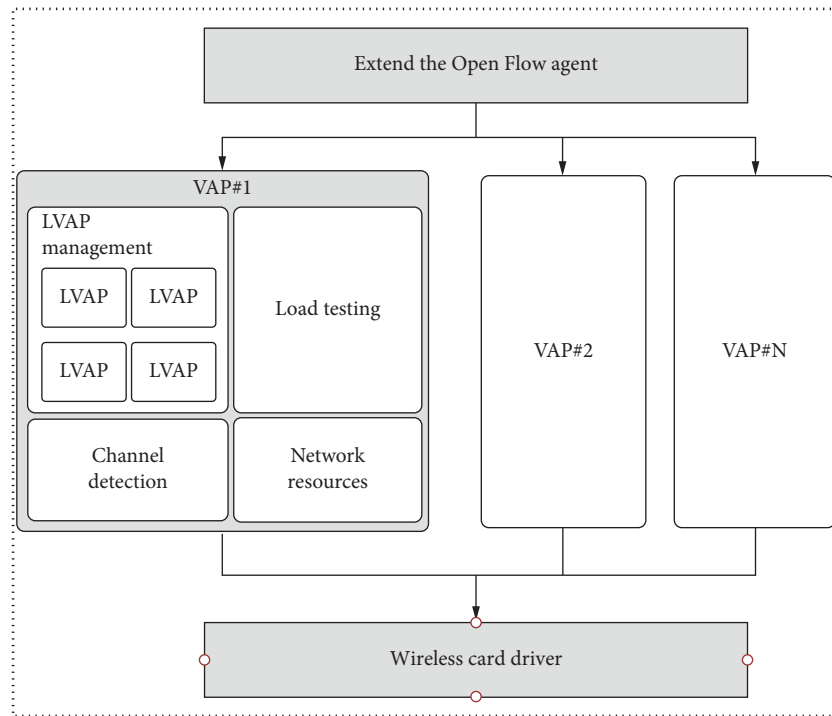 Extend the Open Flow agent
VAP#1
LVAP
management
LVAP
LVAP
LVAP
LVAP
Load testing
Channel
detection
Network
resources
VAP#2
VAP#N
Wireless card driver